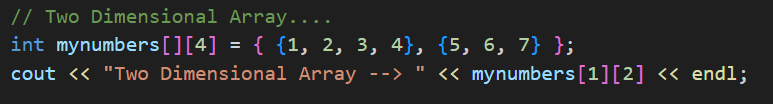 // Two Dimensional Array....
int mynumbers[][4] = { {1, 2, 3, 4}, {5, 6, 7} };
cout << "Two Dimensional Array --> " << mynumbers[1][2] << endl;